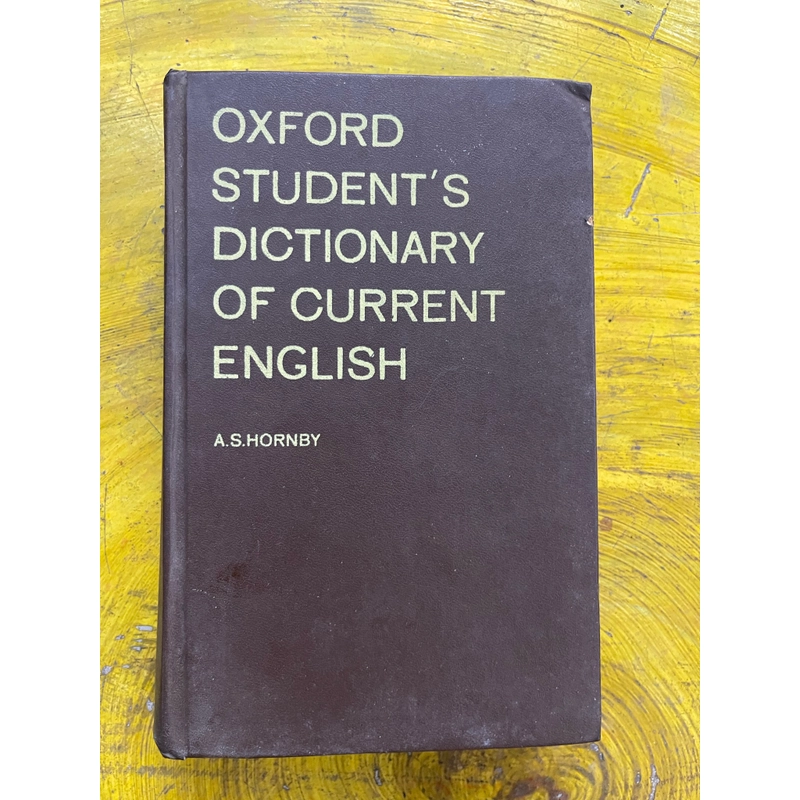 OXFORD
STUDENT'S
DICTIONARY
OF CURRENT
ENGLISH
A.S.HORNBY